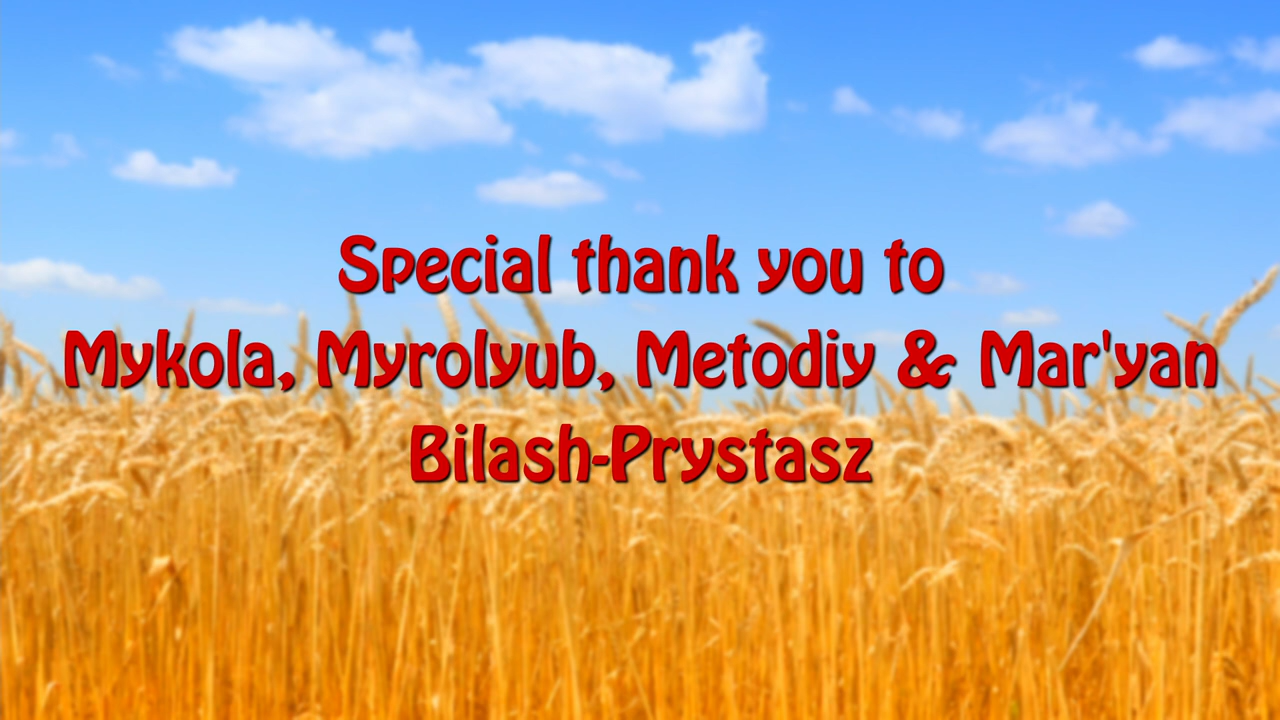 Special thank you to
Mykola, Myrolyub, Metodiy & Mar'yan
Bilash-Prystasz